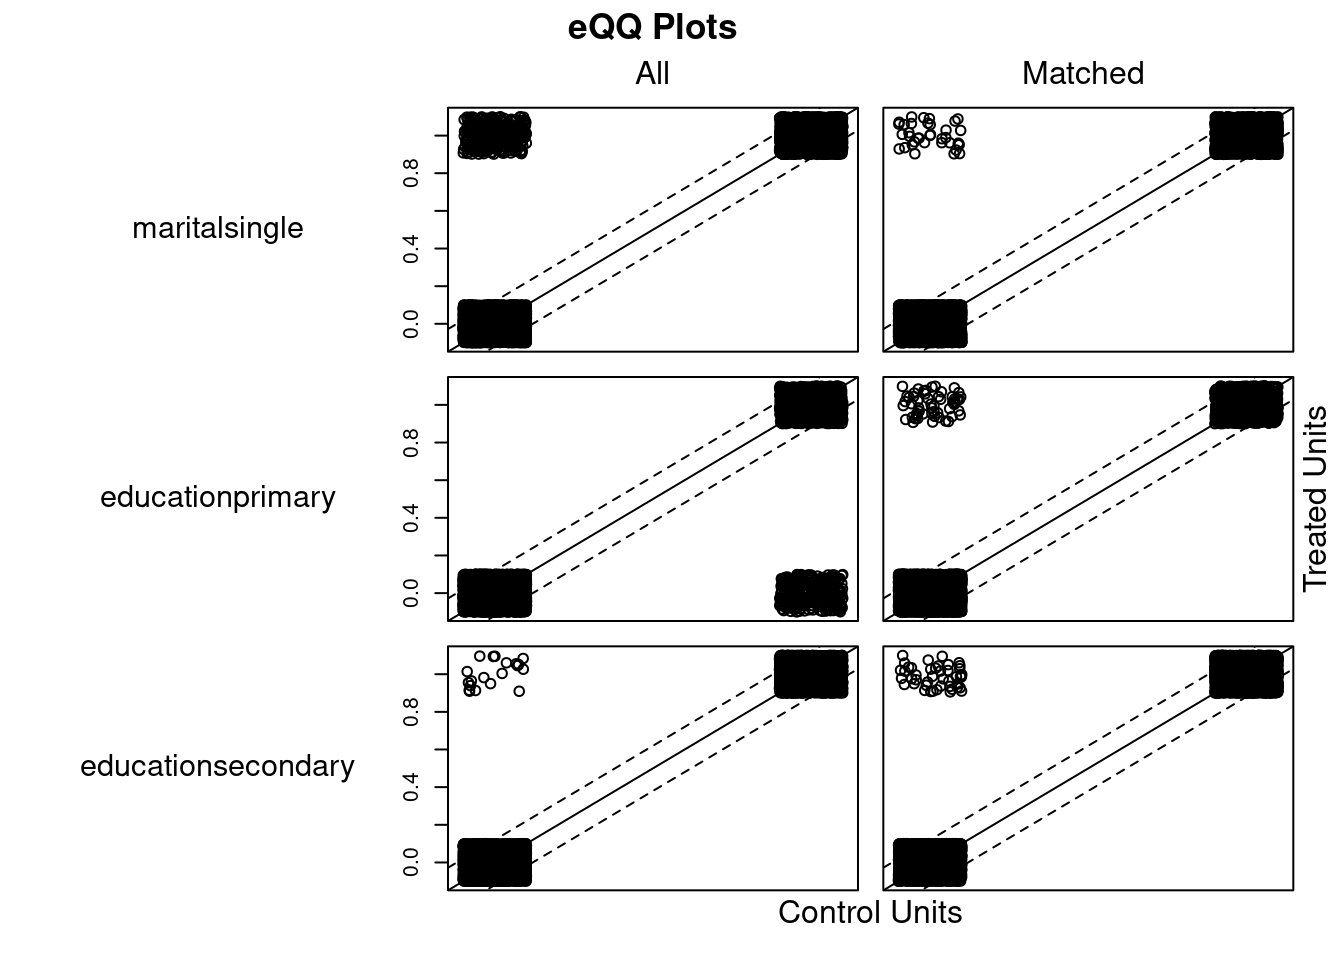 eQQ Plots
All Matched
maritalsingle
0.0 0.4 0.8
educationprimary
0.0 0.4 0.8
educationsecondary
0.0 0.4 0.8
Treated Units
Control Units